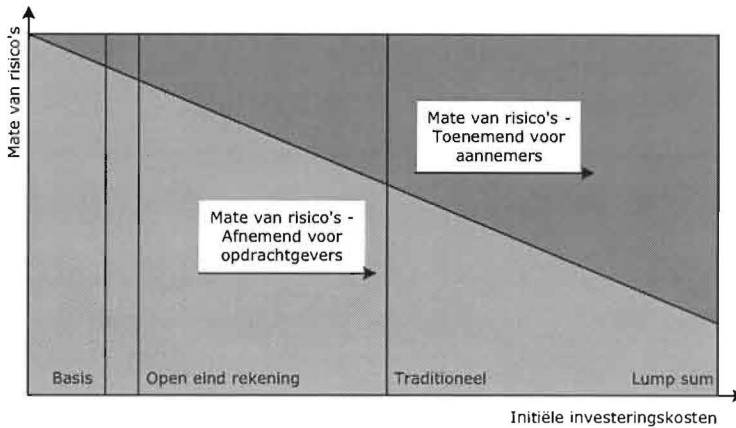 Mate van risico's
Mate van risico's -
Toenemend voor
aannemers
Mate van risico's -
Afnemend voor
opdrachtgevers
Basis
Open eind rekening
Traditioneel
Lump sum
Initiële investeringskosten